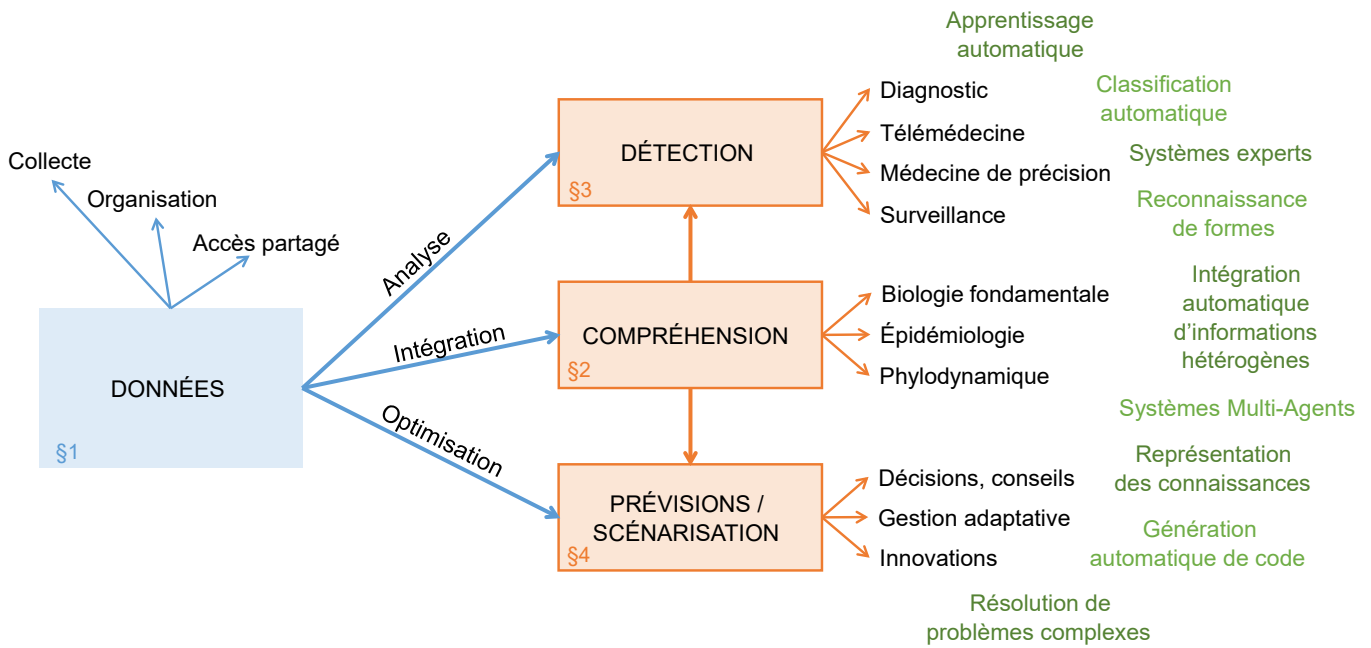 Collecte
Organisation
Accès partagé
DONNÉES
§1
Analyse
Intégration
Optimisation
DÉTECTION
§3
COMPRÉHENSION
§2
PRÉVISIONS /
SCÉNARISATION
§4
Diagnostic
Télémédecine
Médecine de précision
Surveillance
Biologie fondamentale
Épidémiologie
Phylodynamique
Décisions, conseils
Gestion adaptative
Innovations
Apprentissage
automatique
Classification
automatique
Systèmes experts
Reconnaissance
de formes
Intégration
automatique
d'informations
hétérogènes
Systèmes Multi-Agents
Représentation
des connaissances
Génération
automatique de code
Résolution de
problèmes complexes